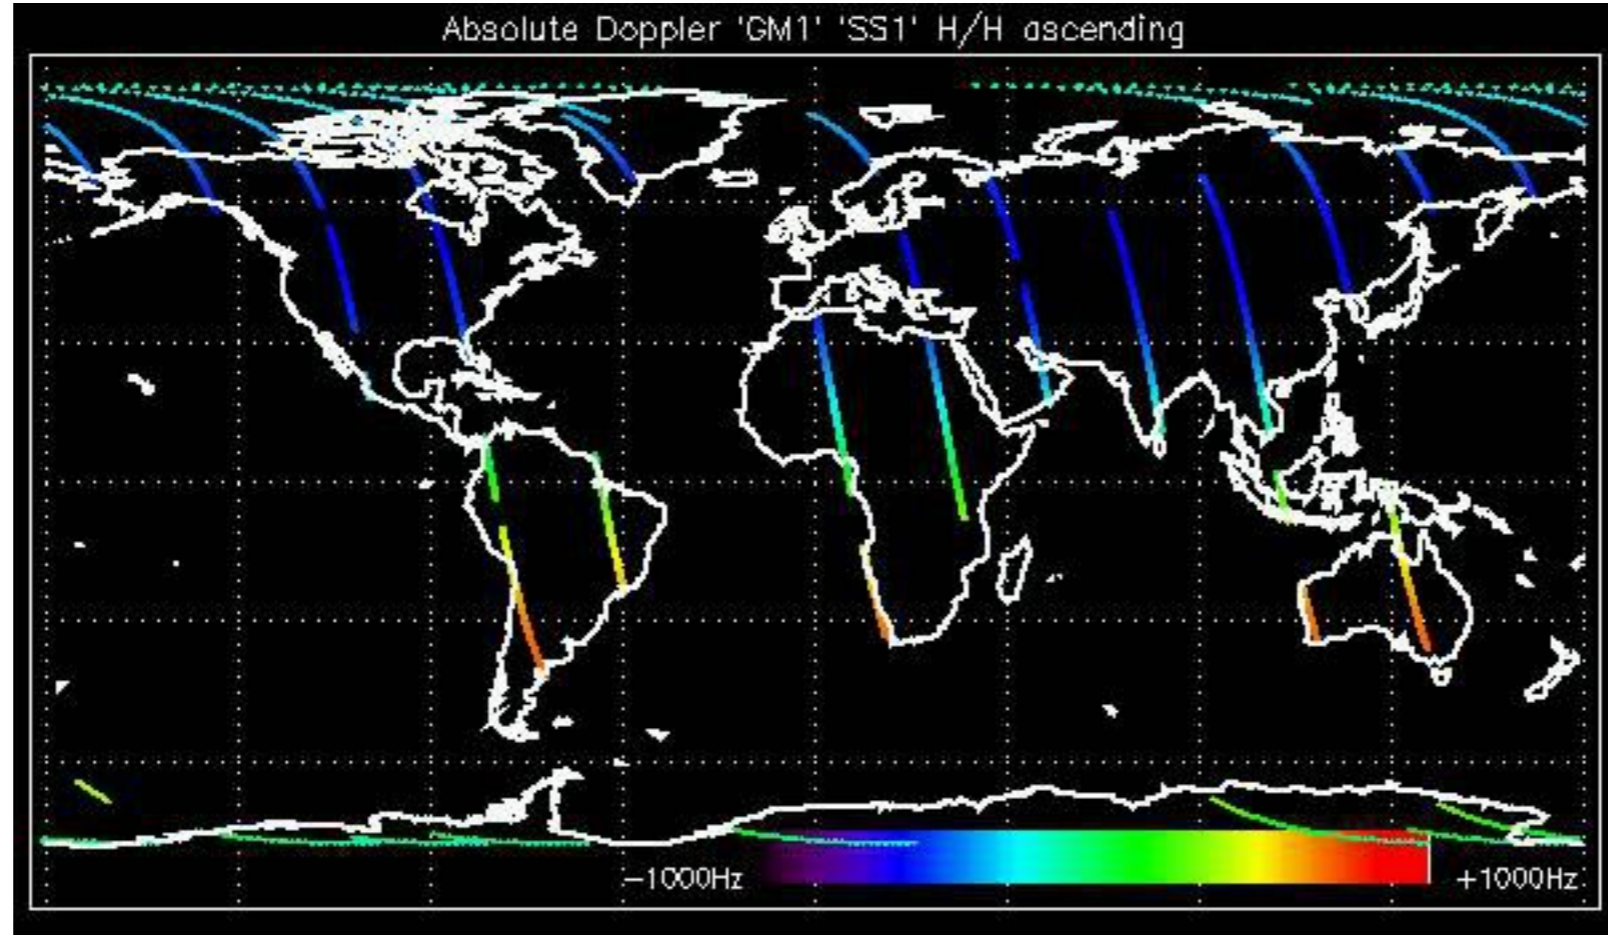 Absolute Doppler 'GM1' 'SS1' H/H ascending
-1000Hz +1000Hz